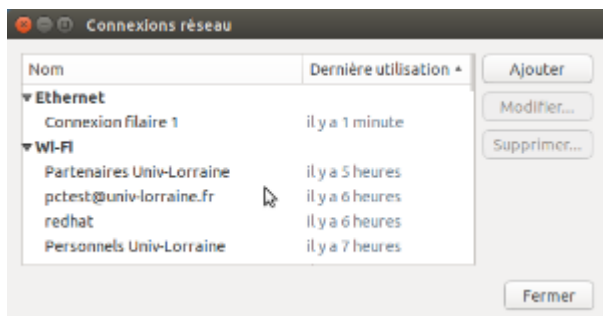 Connexions réseau
Nom Dernière utilisation Ajouter
Ethernet Modifier...
Connexion filaire 1 il y a 1 minute
Wi-Fi Supprimer...
Partenaires Univ-Lorraine il y a 5 heures
pctest@univ-lorraine.fr il y a 6 heures
redhat il y a 6 heures
Personnels Univ-Lorraine il y a 7 heures
Fermer